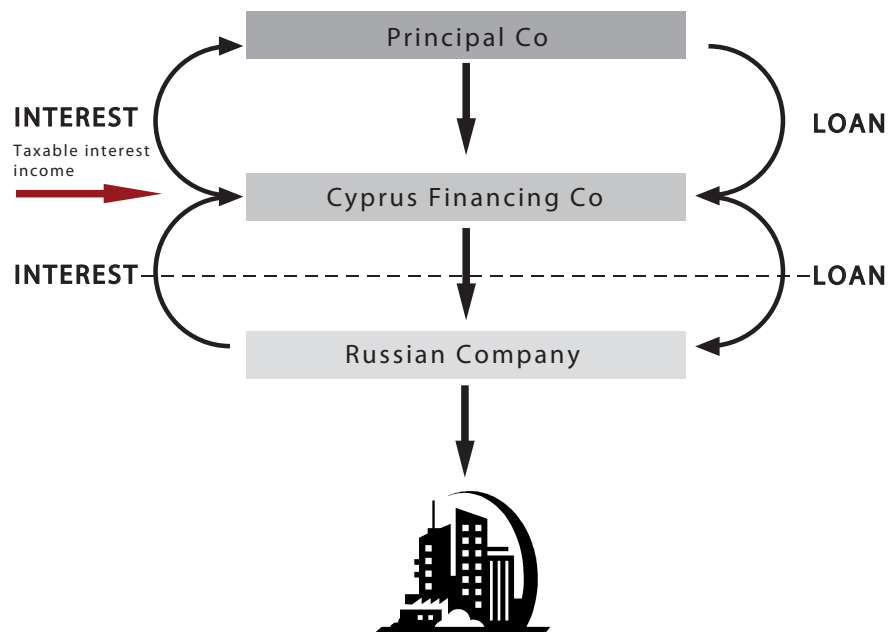 Principal Co
INTEREST
LOAN
Taxable interest
income
Cyprus Financing Co
INTEREST
LOAN
Russian Company